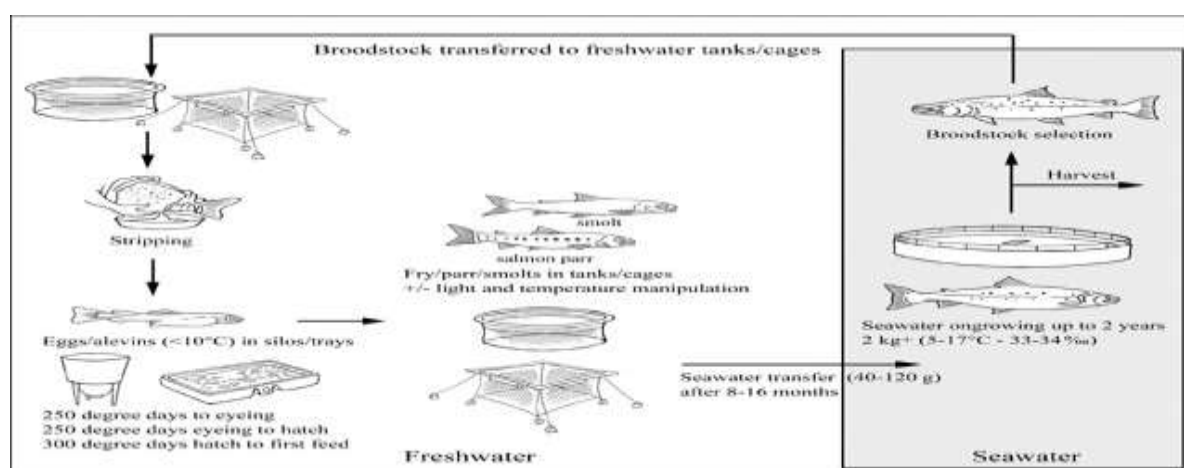 Broodstock transferred to freshwater tanks/cages
Broodstock selection
Harvest
Stripping
smolt
salmon parr
Fry/parr/smolts in tanks/cages
+/- light and temperature manipulation
Eggs/alevins (<10°C) in silos/trays
Seawater ongrowing up to 2 years
2 kg+ (5-17°C - 33-34‰)
Seawater transfer (40-120 g)
after 8-16 months
250 degree days to eyeing
250 degree days eyeing to hatch
300 degree days hatch to first feed
Freshwater
Seawater